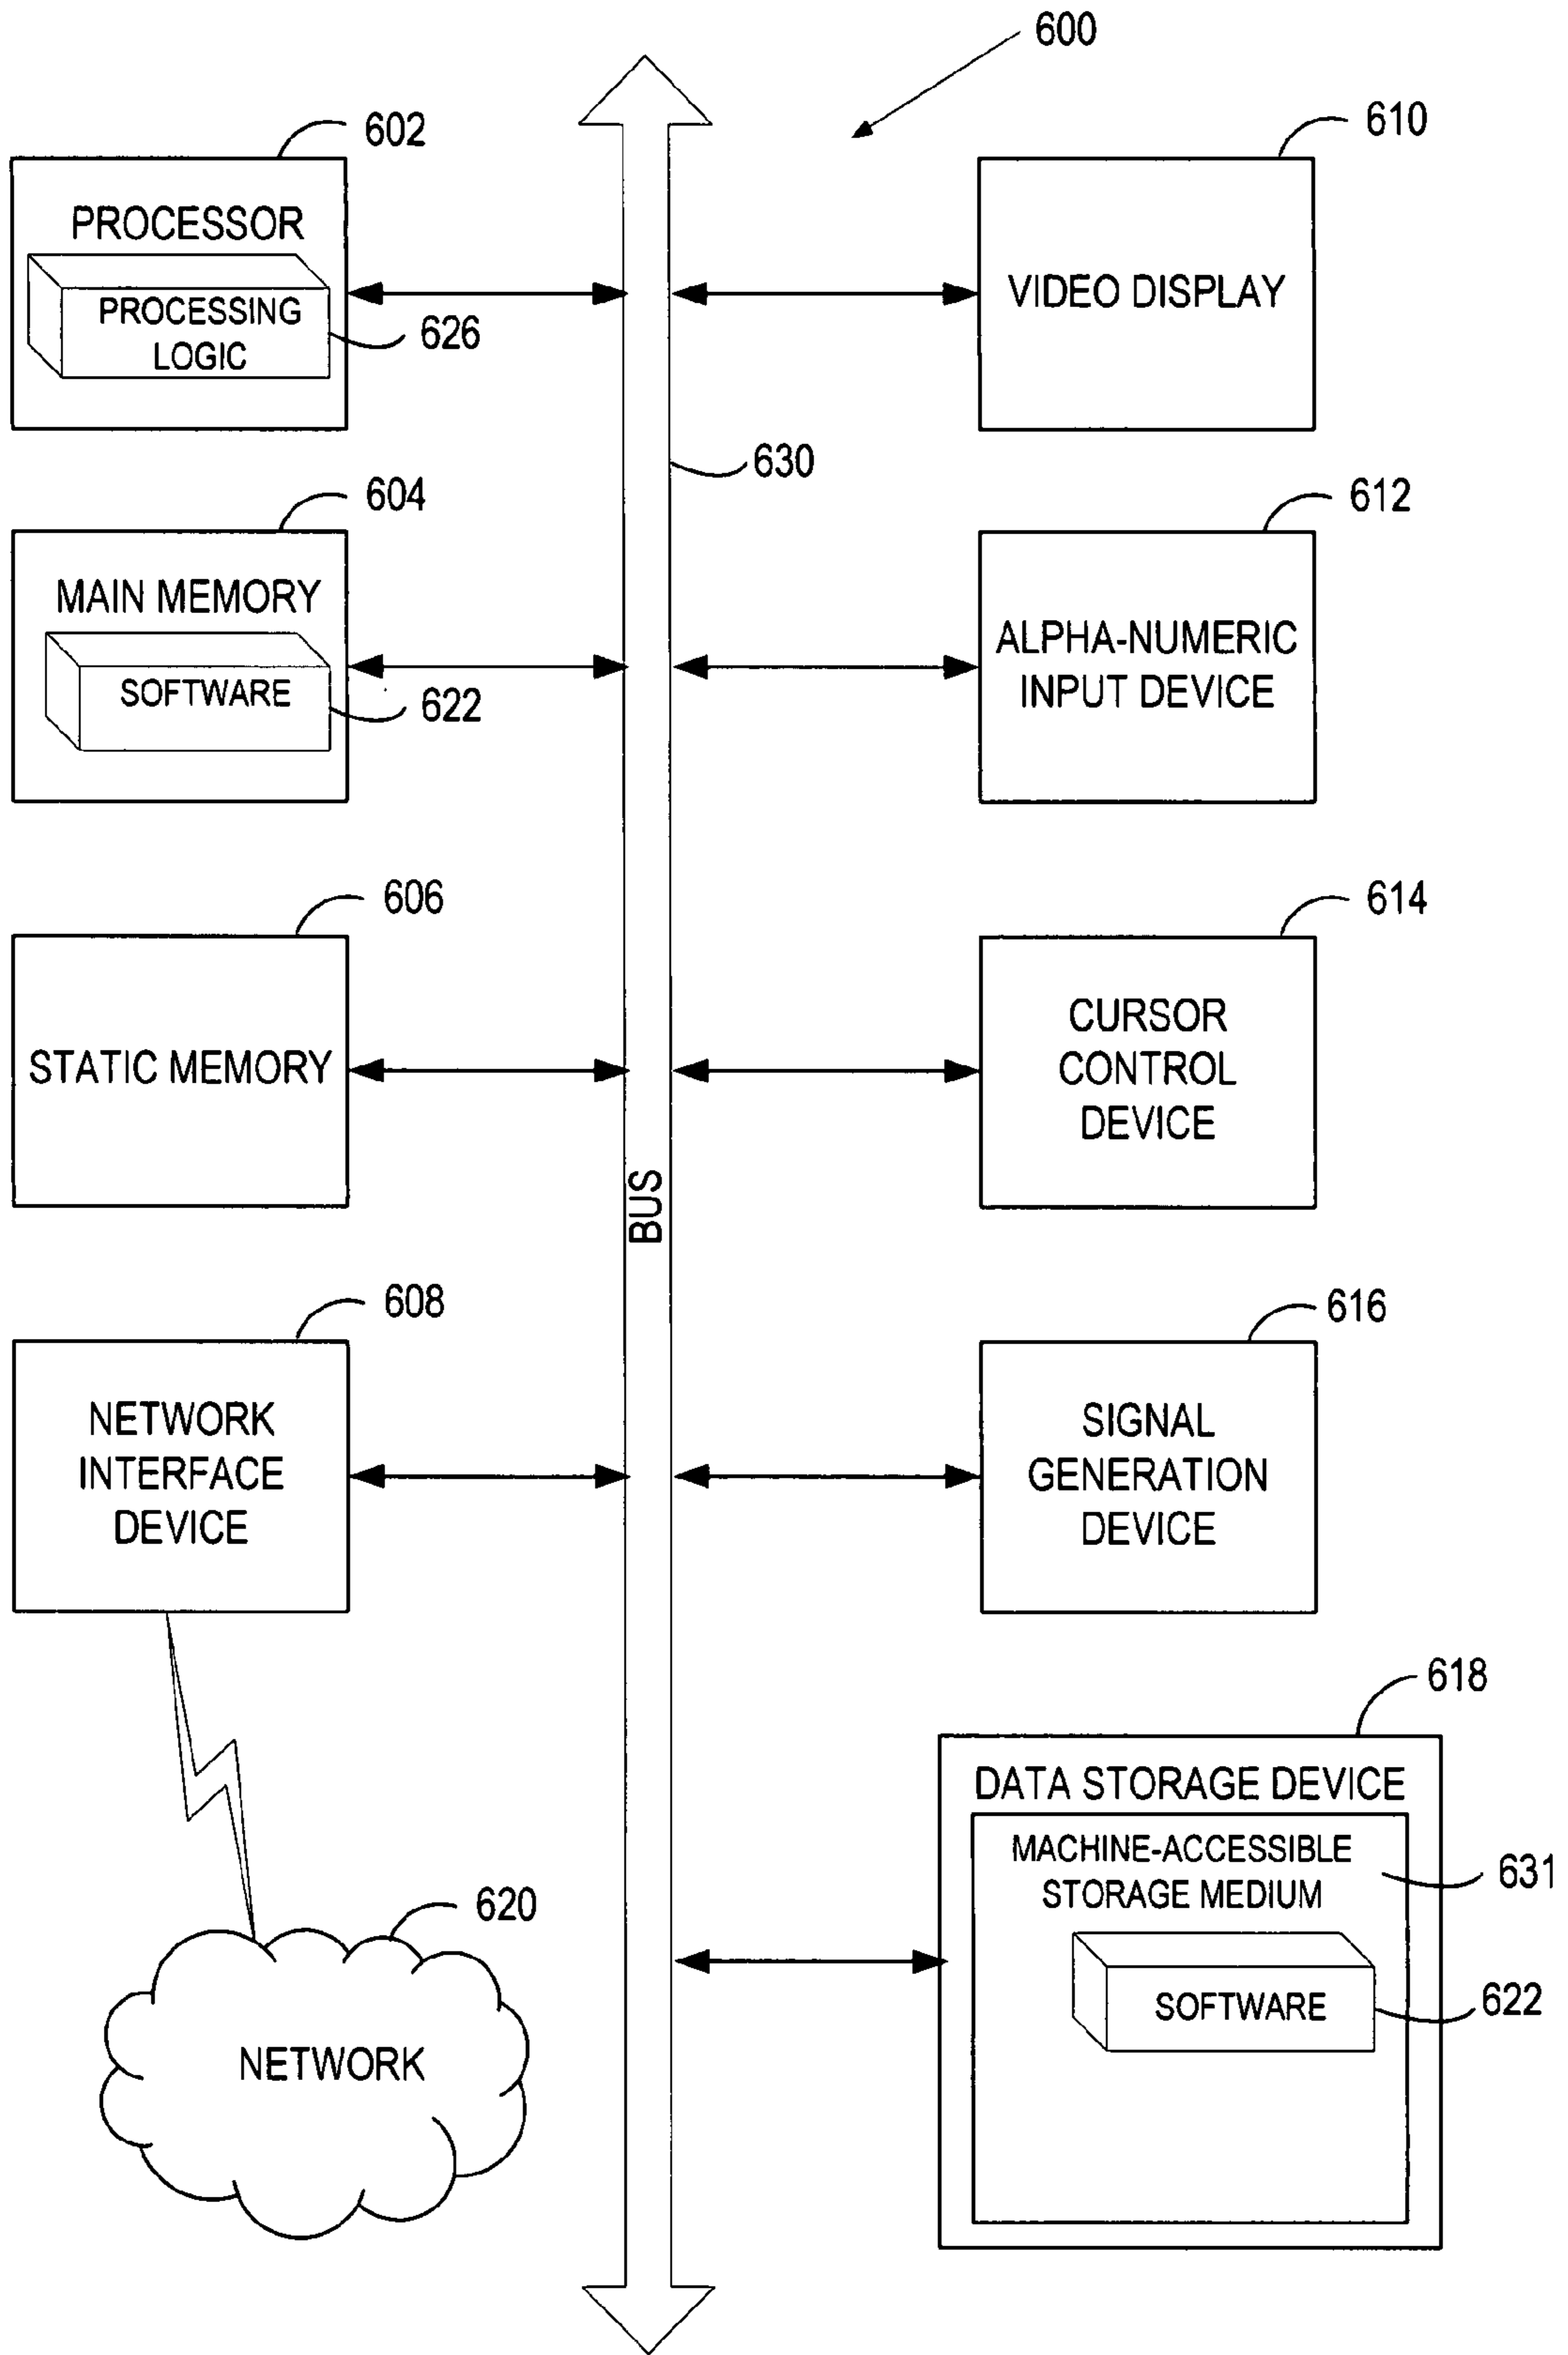 600
602
PROCESSOR
PROCESSING
LOGIC
626
610
VIDEO DISPLAY
630
604
MAIN MEMORY
SOFTWARE
622
612
ALPHA-NUMERIC
INPUT DEVICE
606
STATIC MEMORY
614
CURSOR
CONTROL
DEVICE
BUS
608
NETWORK
INTERFACE
DEVICE
616
SIGNAL
GENERATION
DEVICE
618
DATA STORAGE DEVICE
MACHINE-ACCESSIBLE
STORAGE MEDIUM
631
SOFTWARE
622
620
NETWORK